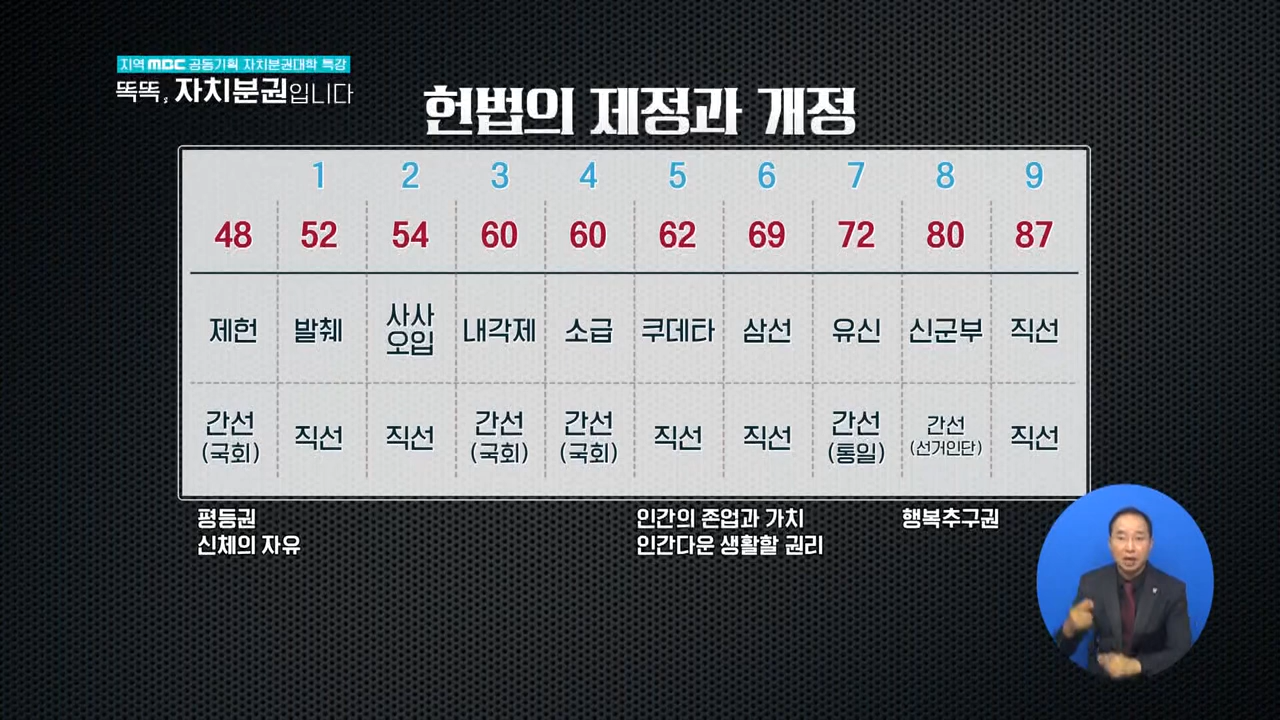 지역 MBC 공동기획 자치분권대학 특강
똑똑, 자치분권입니다
헌법의 제정과 개정
1 2 3 4 5 6 7 8 9
48 52 54 60 60 62 69 72 80 87
제헌 발췌 사사 오입 내각제 소급 쿠데타 삼선 유신 신군부 직선
간선 (국회) 직선 직선 간선 (국회) 간선 (국회) 직선 직선 간선 (통일) 간선 (선거인단) 직선
평등권
신체의 자유
인간의 존업과 가치
인간다운 생활할 권리
행복추구권